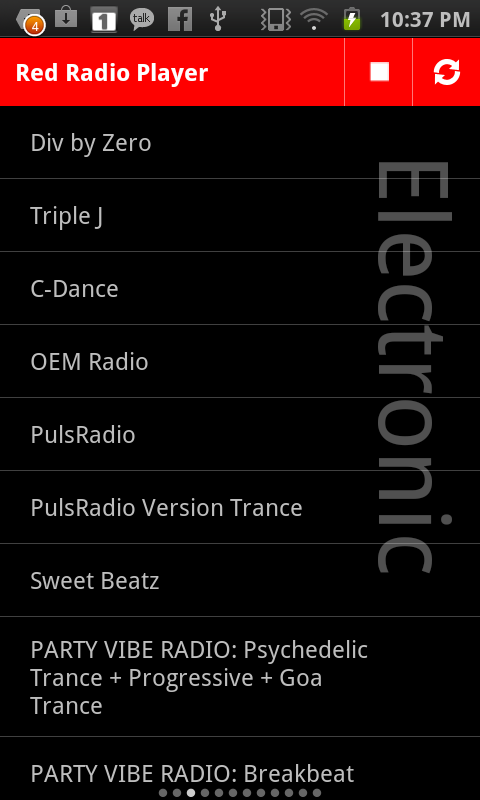 4
1
talk
10:37 PM
Red Radio Player
Electronic
Div by Zero
Triple J
C-Dance
OEM Radio
PulsRadio
PulsRadio Version Trance
Sweet Beatz
PARTY VIBE RADIO: Psychedelic
Trance + Progressive + Goa
Trance
PARTY VIBE RADIO: Breakbeat